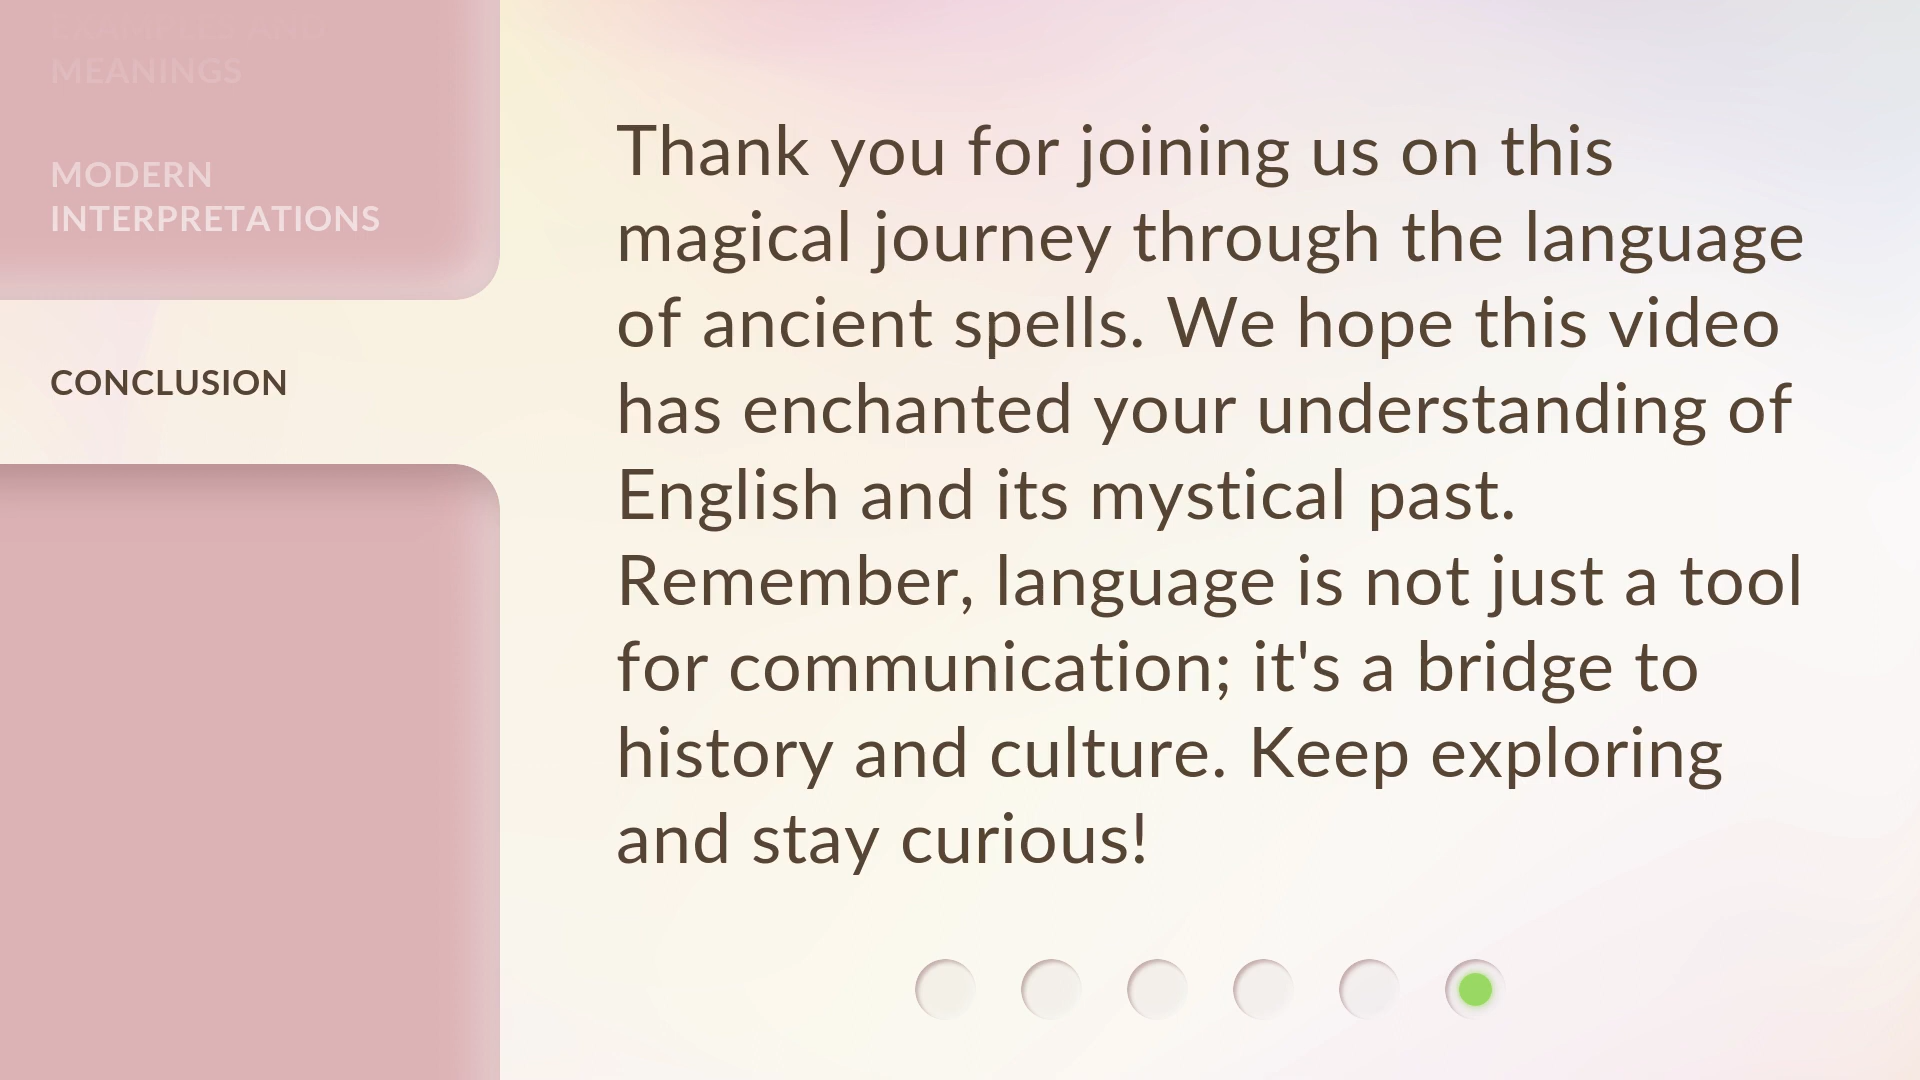 EXAMPLES AND
MEANINGS
MODERN
INTERPRETATIONS
CONCLUSION
Thank you for joining us on this
magical journey through the language
of ancient spells. We hope this video
has enchanted your understanding of
English and its mystical past.
Remember, language is not just a tool
for communication; it's a bridge to
history and culture. Keep exploring
and stay curious!